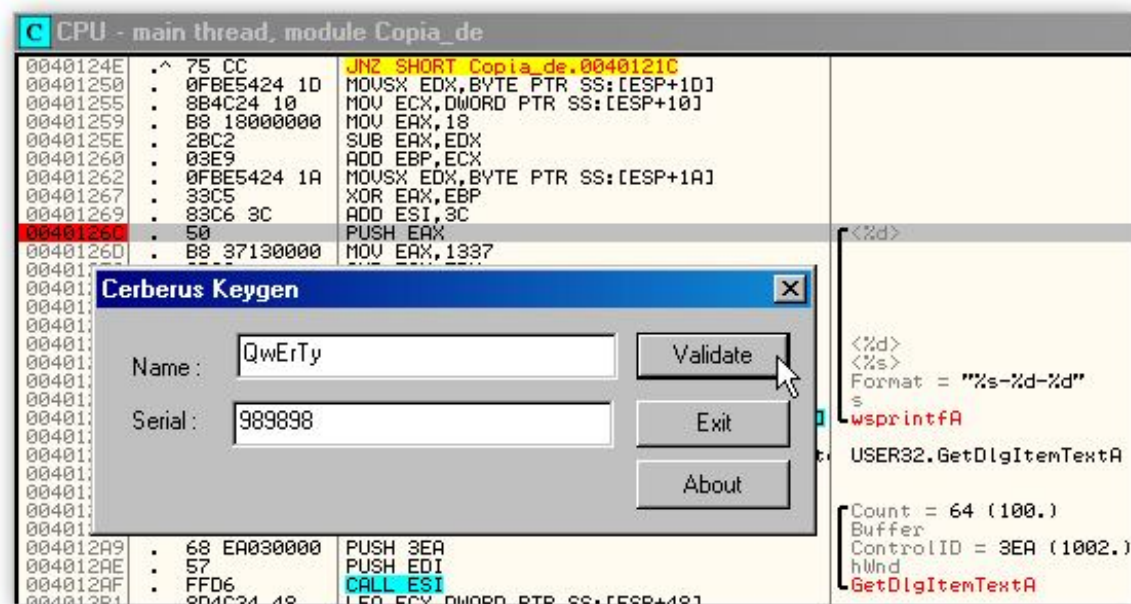 C CPU - main thread, module Copia_de
0040124E .^ 75 CC JNZ SHORT Copia_de.0040121C
00401250 . 0FBE5424 1D MOVSX EDX,BYTE PTR SS:[ESP+1D]
00401255 . 8B4C24 10 MOV ECX,DWORD PTR SS:[ESP+10]
00401259 . B8 18000000 MOV EAX,18
0040125E . 2BC2 SUB EAX,EDX
00401260 . 03E9 ADD EBP,ECX
00401262 . 0FBE5424 1A MOVSX EDX,BYTE PTR SS:[ESP+1A]
00401267 . 33C5 XOR EAX,EBP
00401269 . 83C6 3C ADD ESI,3C
0040126C . 50 PUSH EAX <%d>
0040126D . B8 37130000 MOV EAX,1337
Cerberus Keygen
Name : QwErTy Validate
<%d>
<%s>
Format = "%s-%d-%d"
s
Serial : 989898 Exit
wsprintfA
USER32.GetDlgItemTextA
About
Count = 64 (100.)
Buffer
004012A9 . 68 EA030000 PUSH 3EA ControlID = 3EA (1002.)
004012AE . 57 PUSH EDI hWnd
004012AF . FFD6 CALL ESI GetDlgItemTextA